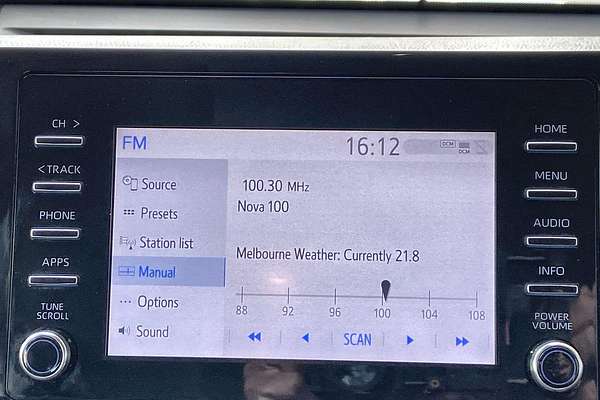 CH >
< TRACK
PHONE
APPS
TUNE
SCROLL
FM
16:12
DCM
DCM
Source
Presets
Station list
Manual
Options
Sound
100.30 MHz
Nova 100
Melbourne Weather: Currently 21.8
88 92 96 100 104 108
SCAN
HOME
MENU
AUDIO
INFO
POWER
VOLUME